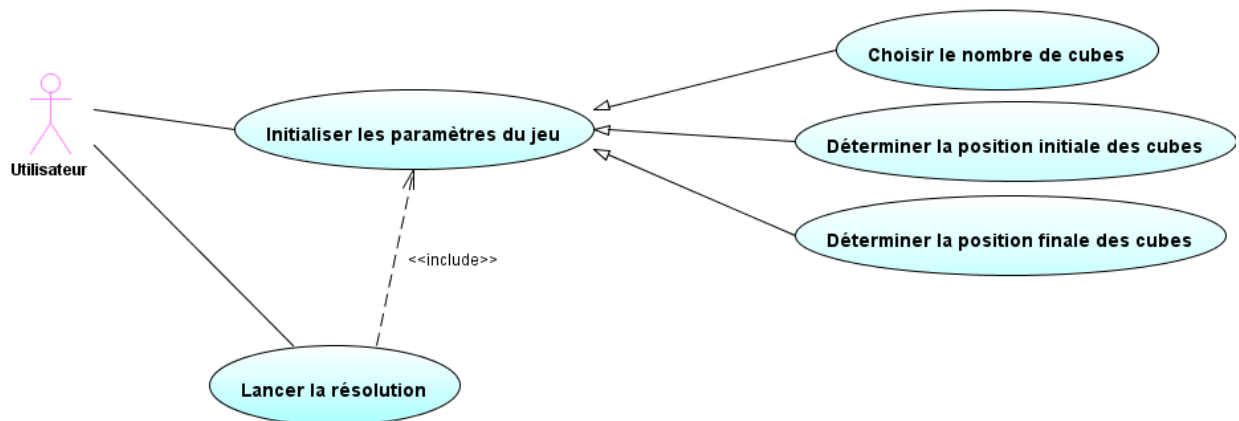 Choisir le nombre de cubes
Utilisateur
Initialiser les paramètres du jeu
Déterminer la position initiale des cubes
Déterminer la position finale des cubes
<<include>>
Lancer la résolution